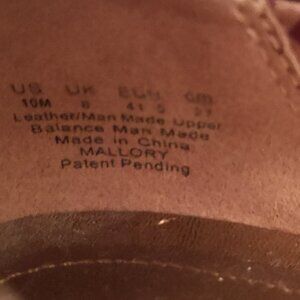 US UK EUR cm
10M 8 41.5 27
Leather/Man Made Upper
Balance Man Made
Made in China
MALLORY
Patent Pending